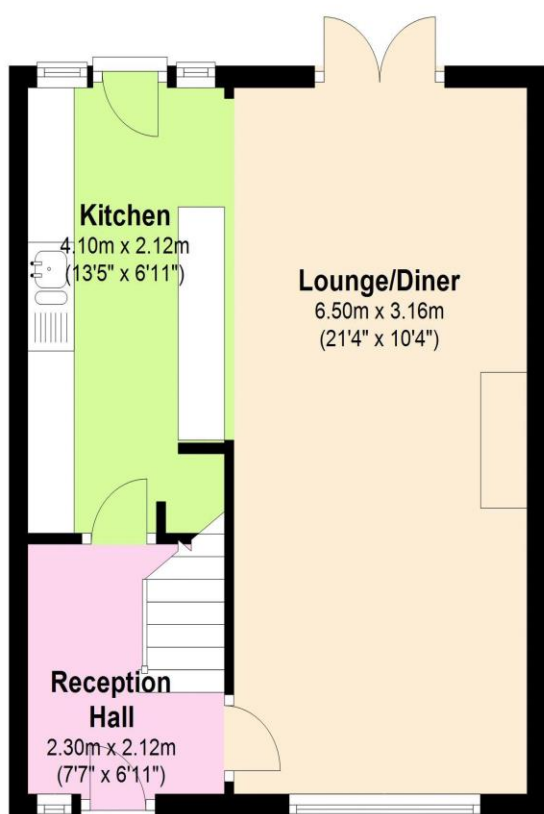 Kitchen
4.10m x 2.12m
(13'5" x 6'11")
Lounge/Diner
6.50m x 3.16m
(21'4" x 10'4")
Reception
Hall
2.30m x 2.12m
(7'7" x 6'11")